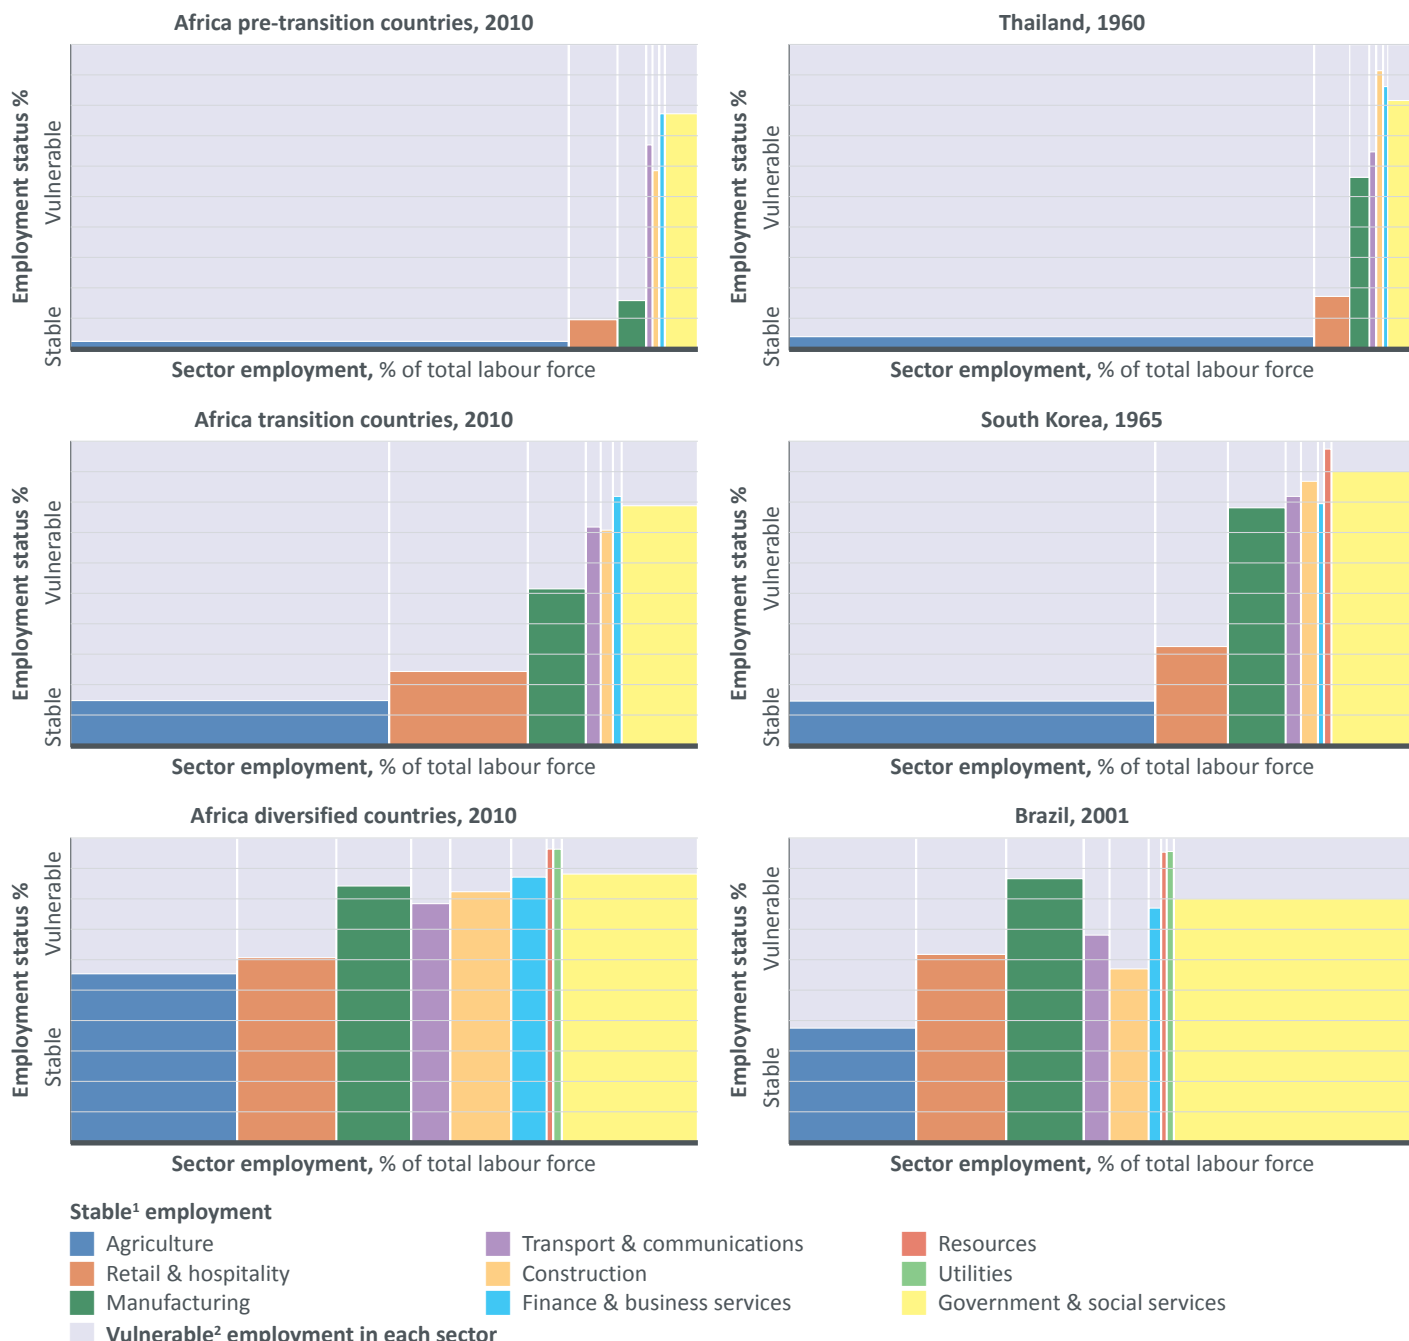 Africa pre-transition countries, 2010
Employment status %
Vulnerable
Stable
Sector employment, % of total labour force
Thailand, 1960
Employment status %
Vulnerable
Stable
Sector employment, % of total labour force
Africa transition countries, 2010
Employment status %
Vulnerable
Stable
Sector employment, % of total labour force
South Korea, 1965
Employment status %
Vulnerable
Stable
Sector employment, % of total labour force
Africa diversified countries, 2010
Employment status %
Vulnerable
Stable
Sector employment, % of total labour force
Brazil, 2001
Employment status %
Vulnerable
Stable
Sector employment, % of total labour force
Stable¹ employment
Agriculture
Retail & hospitality
Manufacturing
Transport & communications
Construction
Finance & business services
Resources
Utilities
Government & social services
Vulnerable² employment in each sector